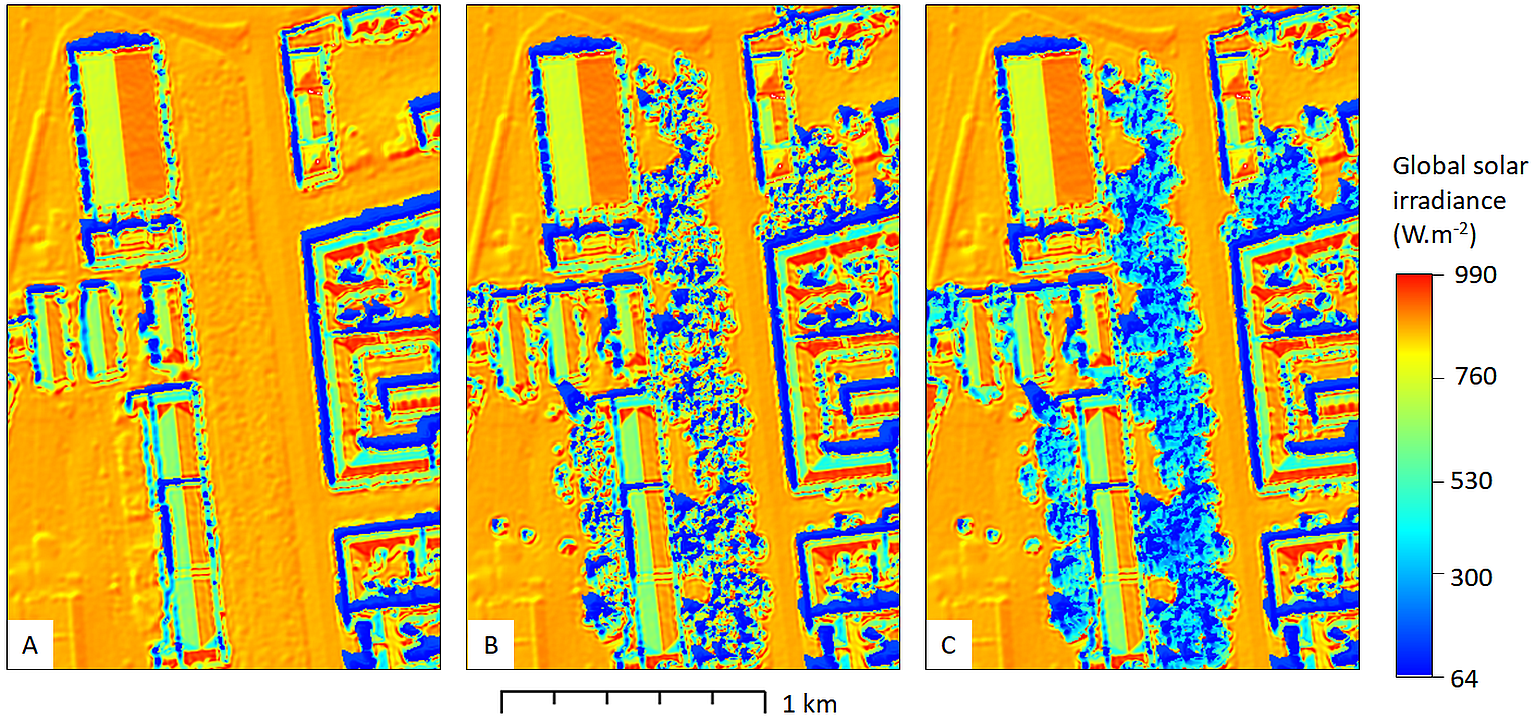 A
B
C
Global solar
irradiance
(W.m-2)
990
760
530
300
64
1 km